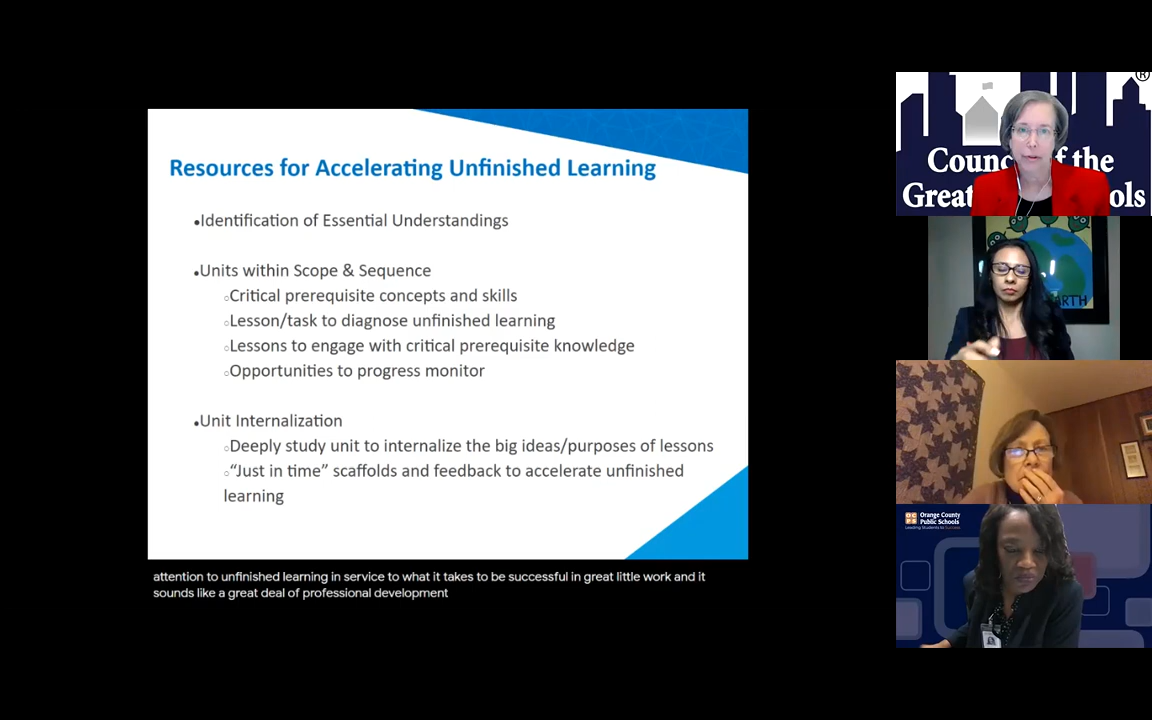 Resources for Accelerating Unfinished Learning
•Identification of Essential Understandings
•Units within Scope & Sequence
○Critical prerequisite concepts and skills
○Lesson/task to diagnose unfinished learning
○Lessons to engage with critical prerequisite knowledge
○Opportunities to progress monitor
•Unit Internalization
○Deeply study unit to internalize the big ideas/purposes of lessons
○“Just in time” scaffolds and feedback to accelerate unfinished
learning
attention to unfinished learning in service to what it takes to be successful in great little work and it
sounds like a great deal of professional development
®
Counc of the
Great ols
ARTH
OC
PS
Orange County
Public Schools
Leading Students to Success